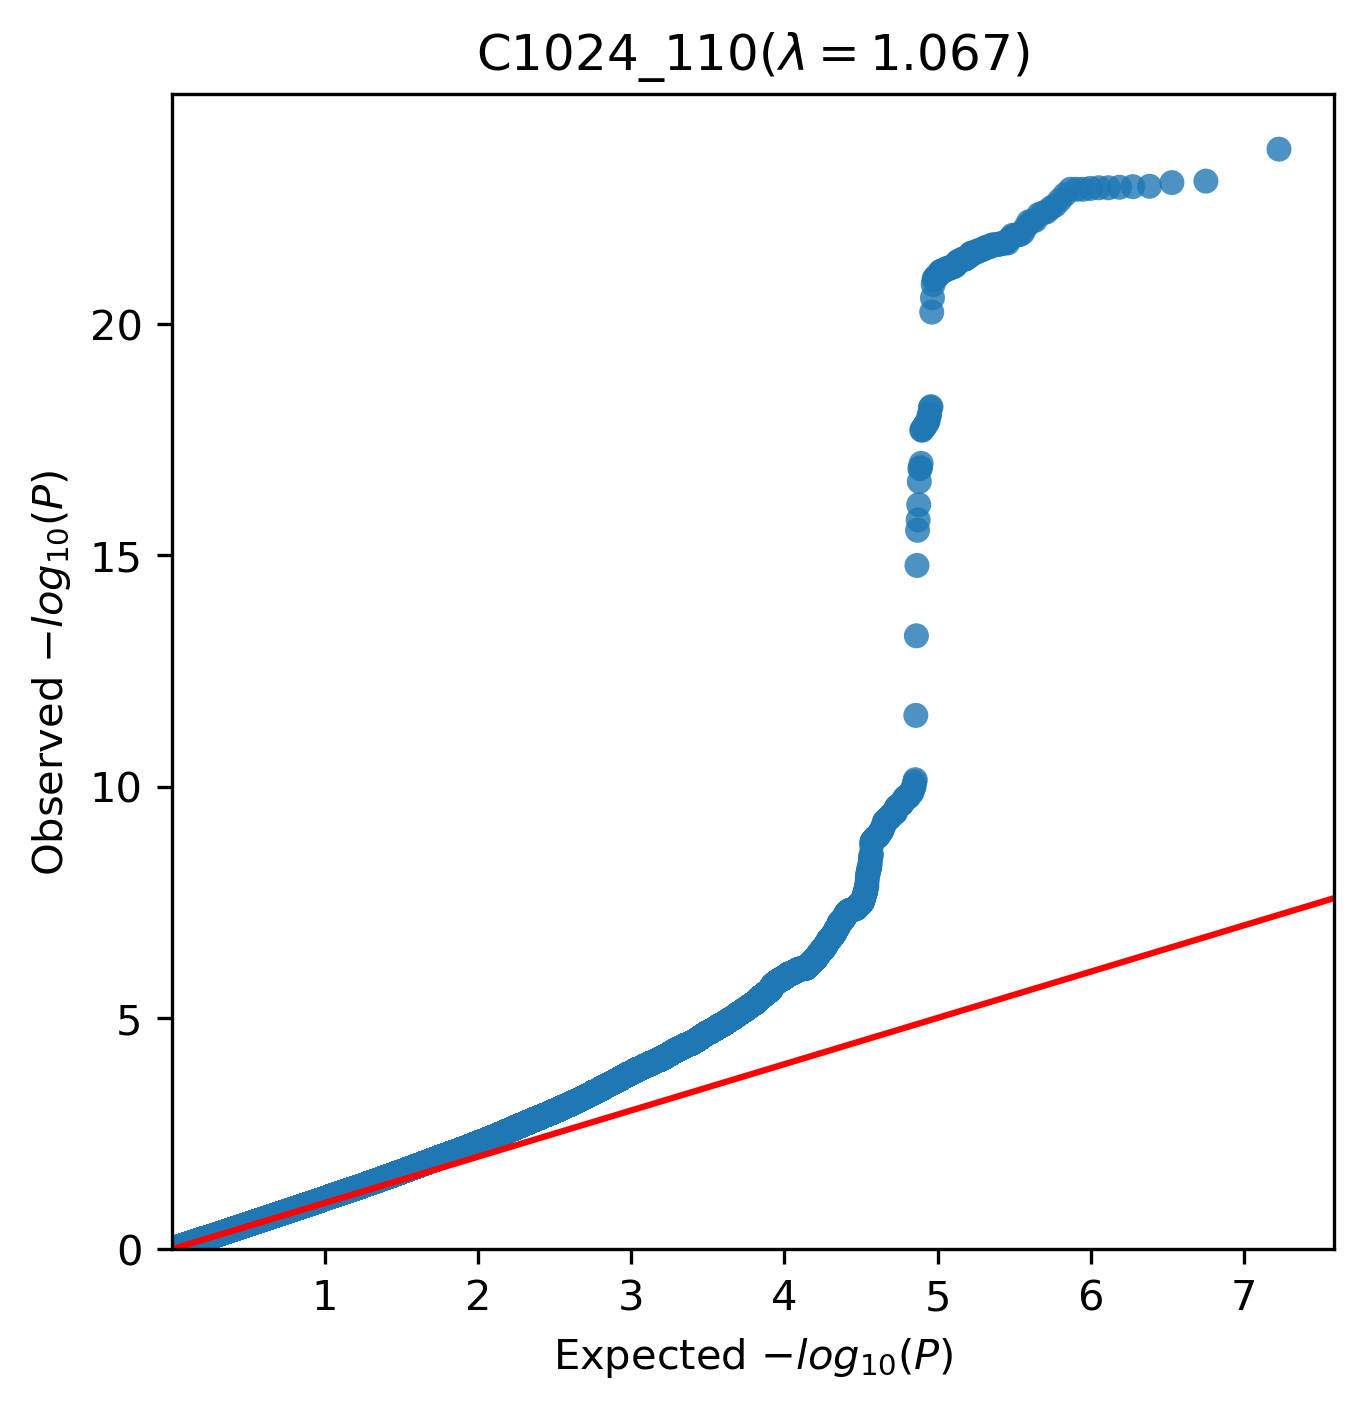 C1024_110(λ = 1.067)
20
15
10
5
0
Observed −log₁₀(P)
1 2 3 4 5 6 7
Expected −log₁₀(P)